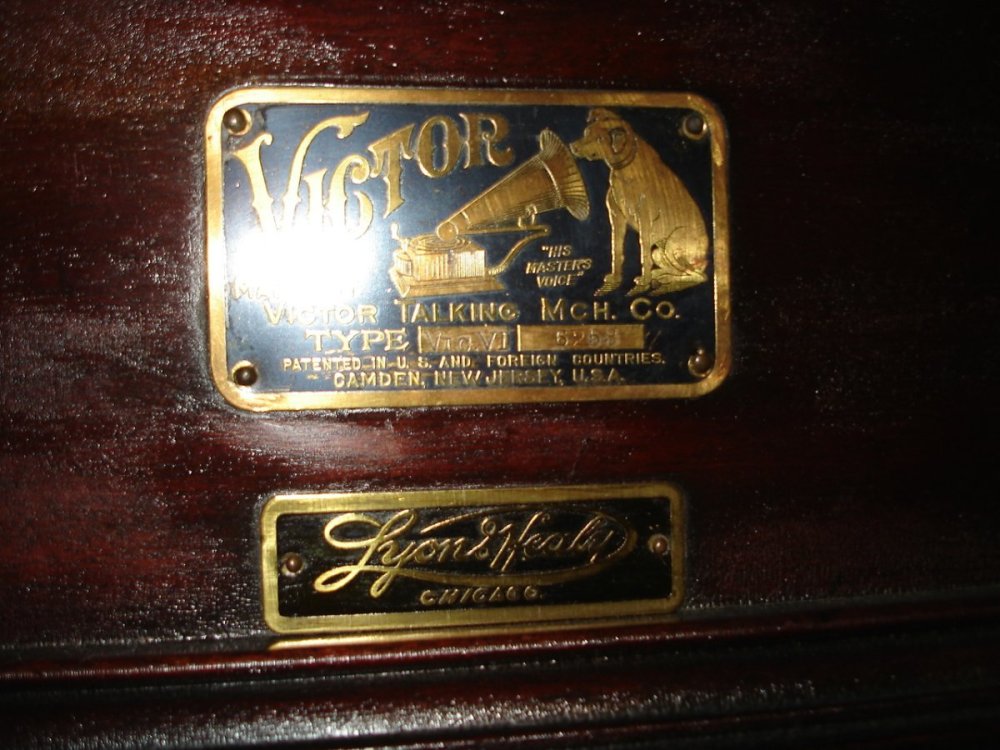 VICTOR
"HIS
MASTER'S
VOICE"
VICTOR TALKING MCH. CO.
TYPE VIC. VI
PATENTED IN U. S. AND FOREIGN COUNTRIES.
CAMDEN, NEW JERSEY, U.S.A.
Lyon & Healy
CHICAGO.